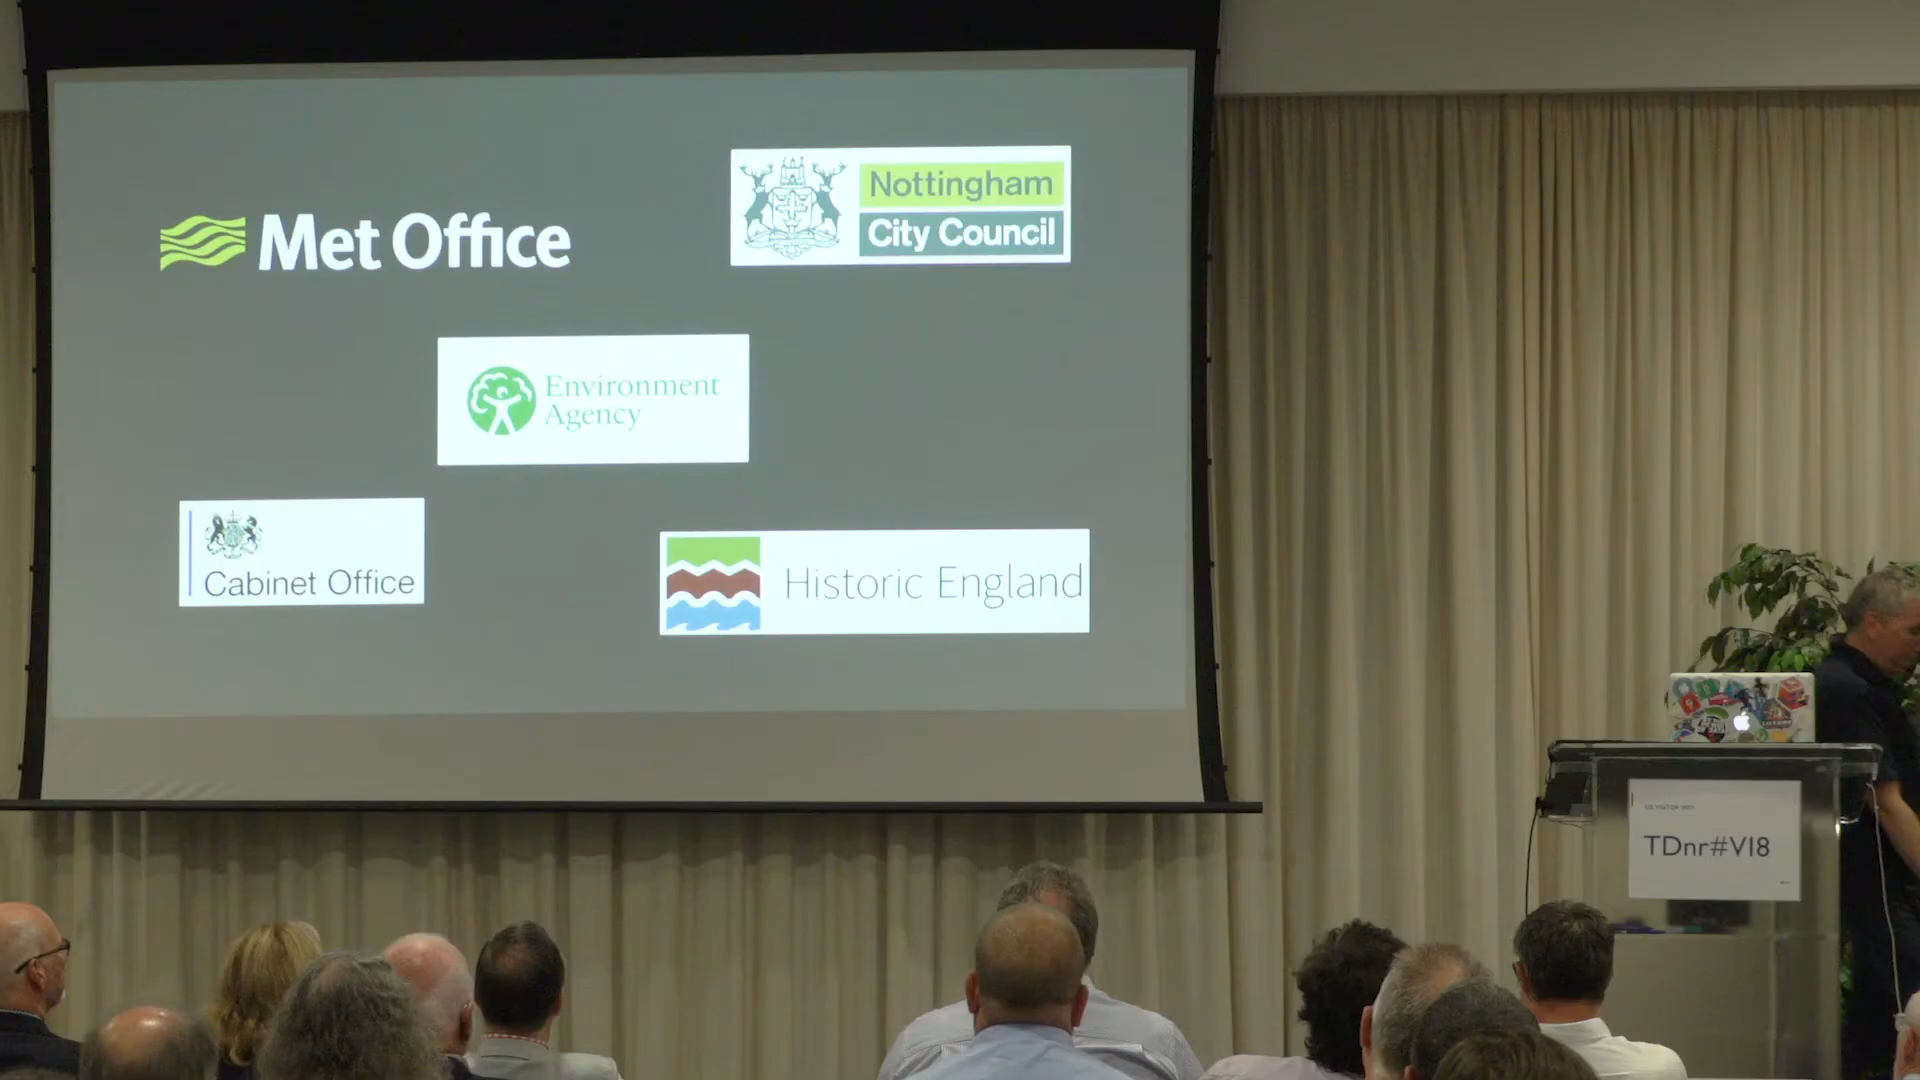 Met Office
Nottingham
City Council
Environment
Agency
Cabinet Office
Historic England
TDnr#VI8